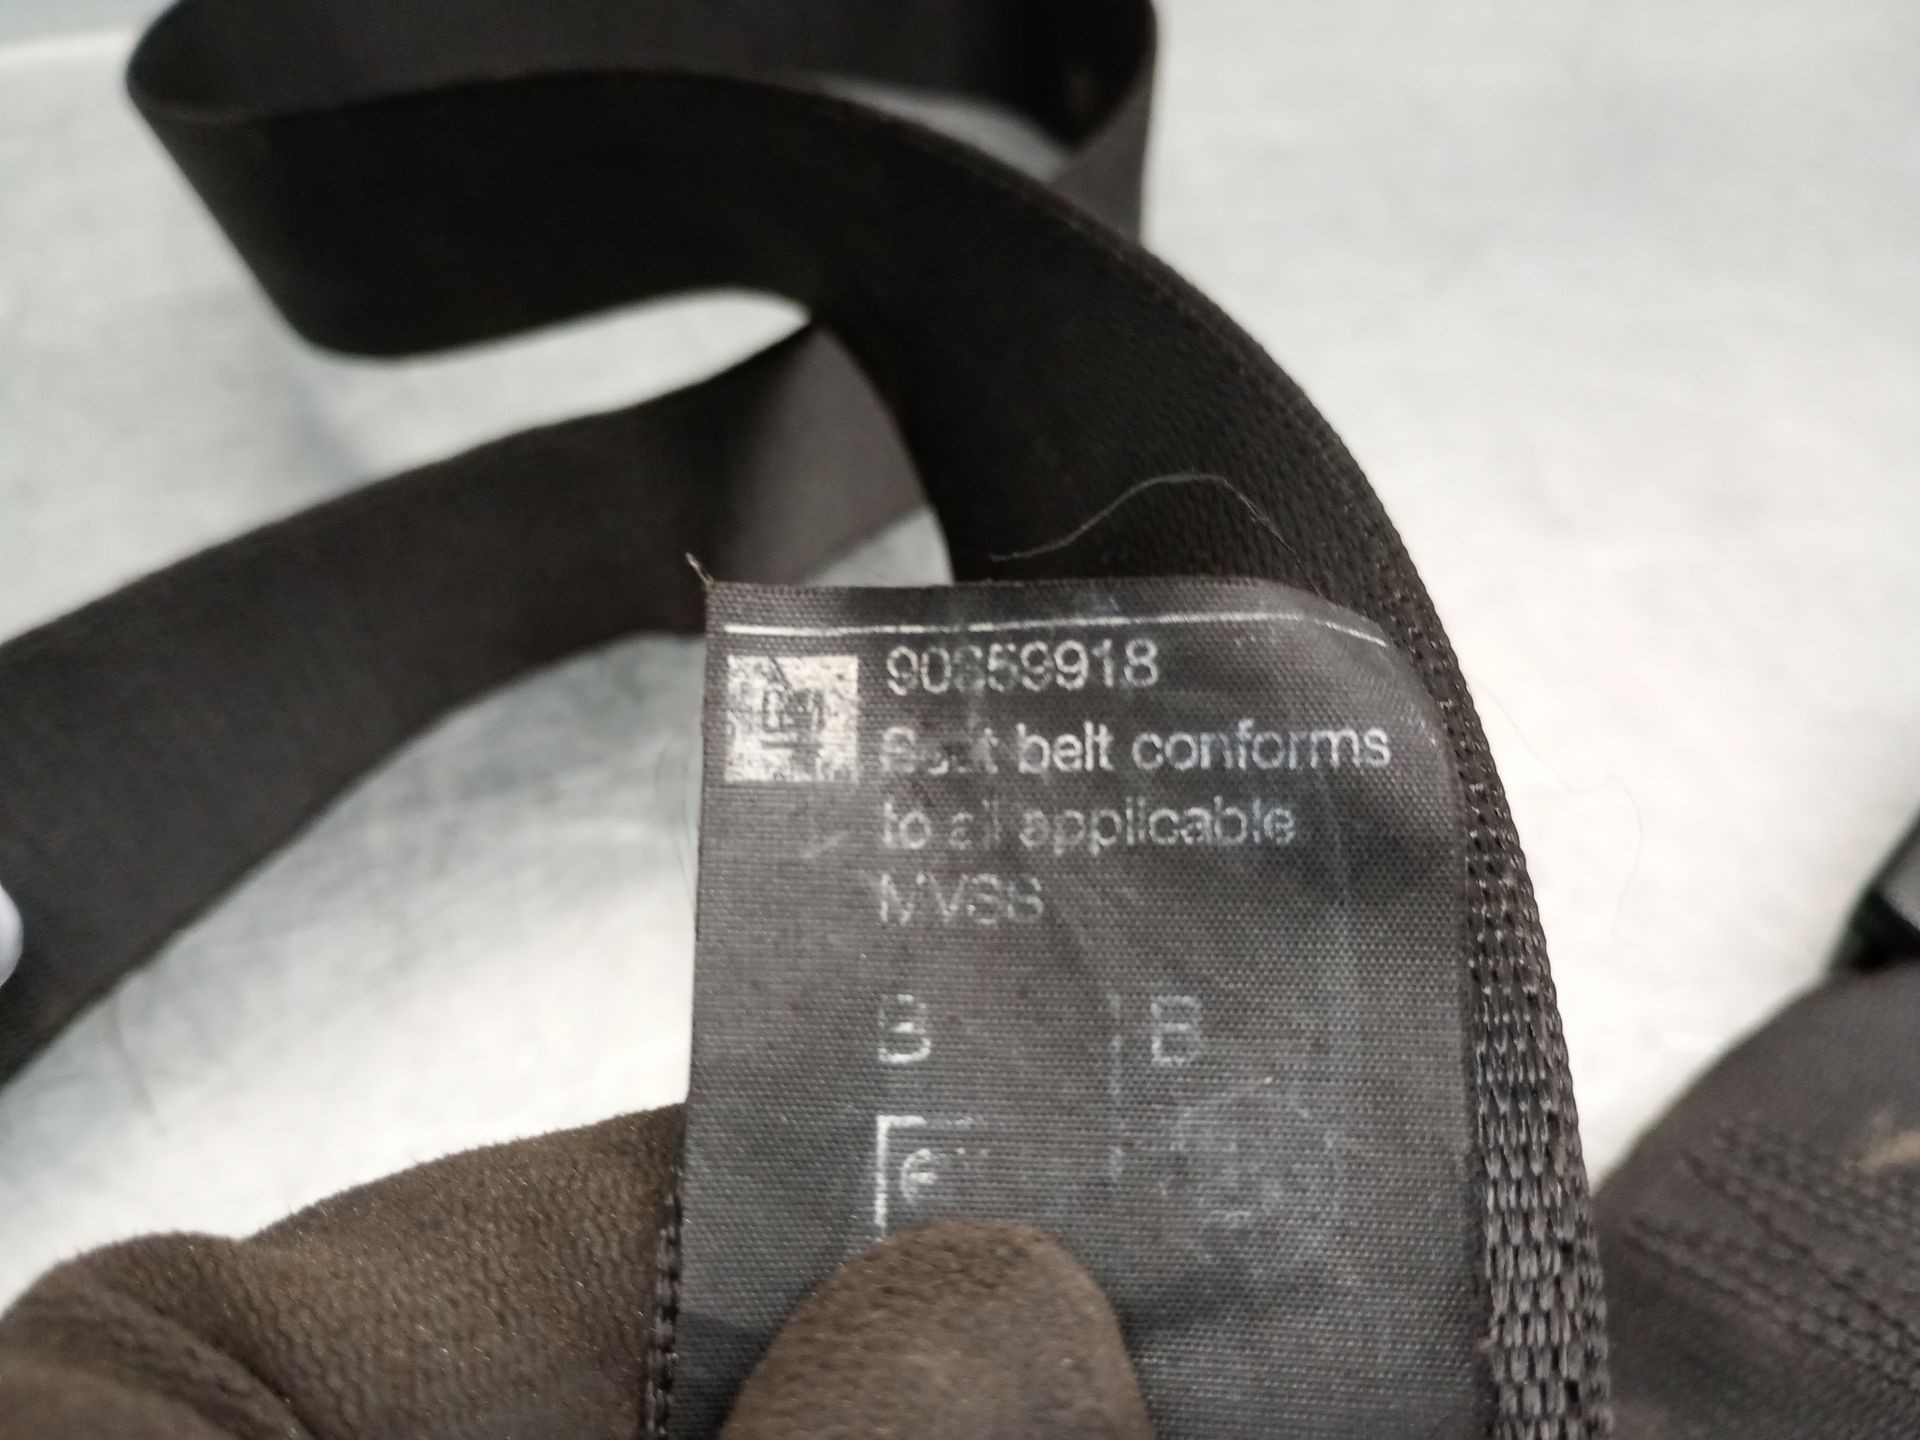 90859918
Seat belt conforms
to all applicable
MVSS
B B
e